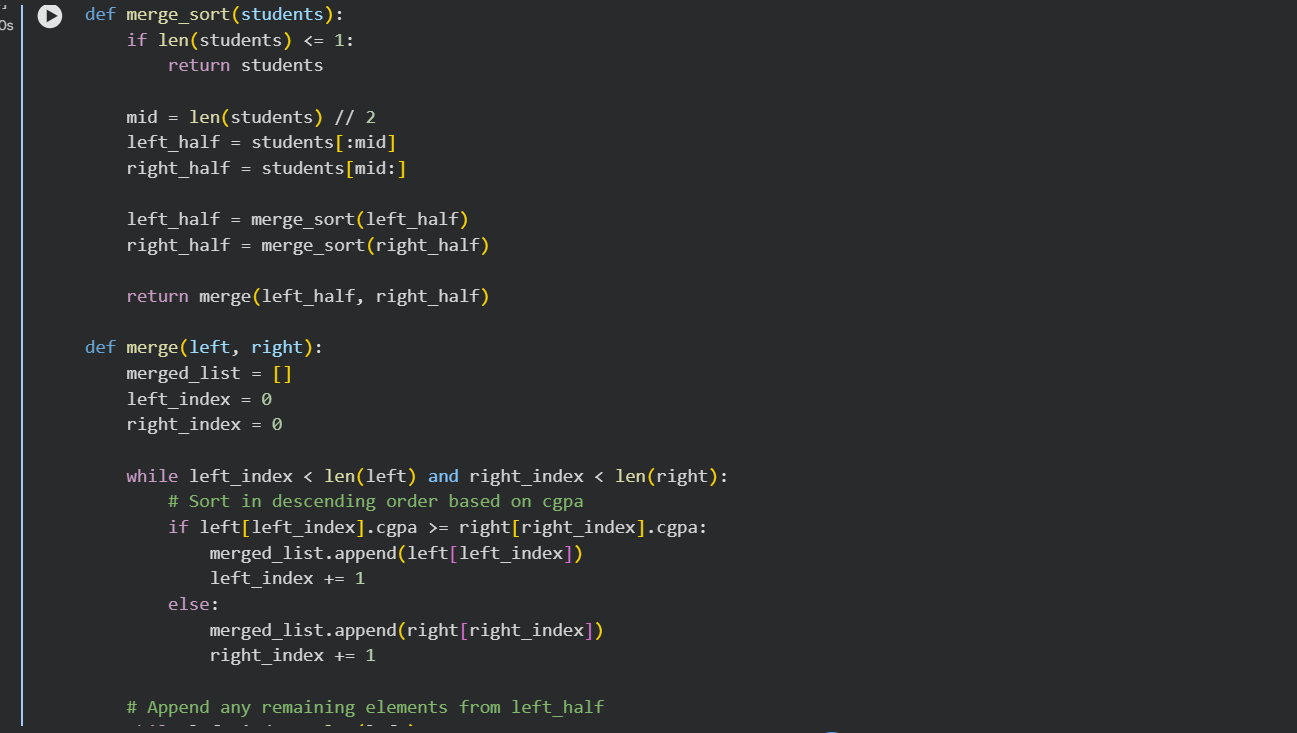 0s
def merge_sort(students):
    if len(students) <= 1:
        return students

    mid = len(students) // 2
    left_half = students[:mid]
    right_half = students[mid:]

    left_half = merge_sort(left_half)
    right_half = merge_sort(right_half)

    return merge(left_half, right_half)

def merge(left, right):
    merged_list = []
    left_index = 0
    right_index = 0

    while left_index < len(left) and right_index < len(right):
        # Sort in descending order based on cgpa
        if left[left_index].cgpa >= right[right_index].cgpa:
            merged_list.append(left[left_index])
            left_index += 1
        else:
            merged_list.append(right[right_index])
            right_index += 1

    # Append any remaining elements from left_half